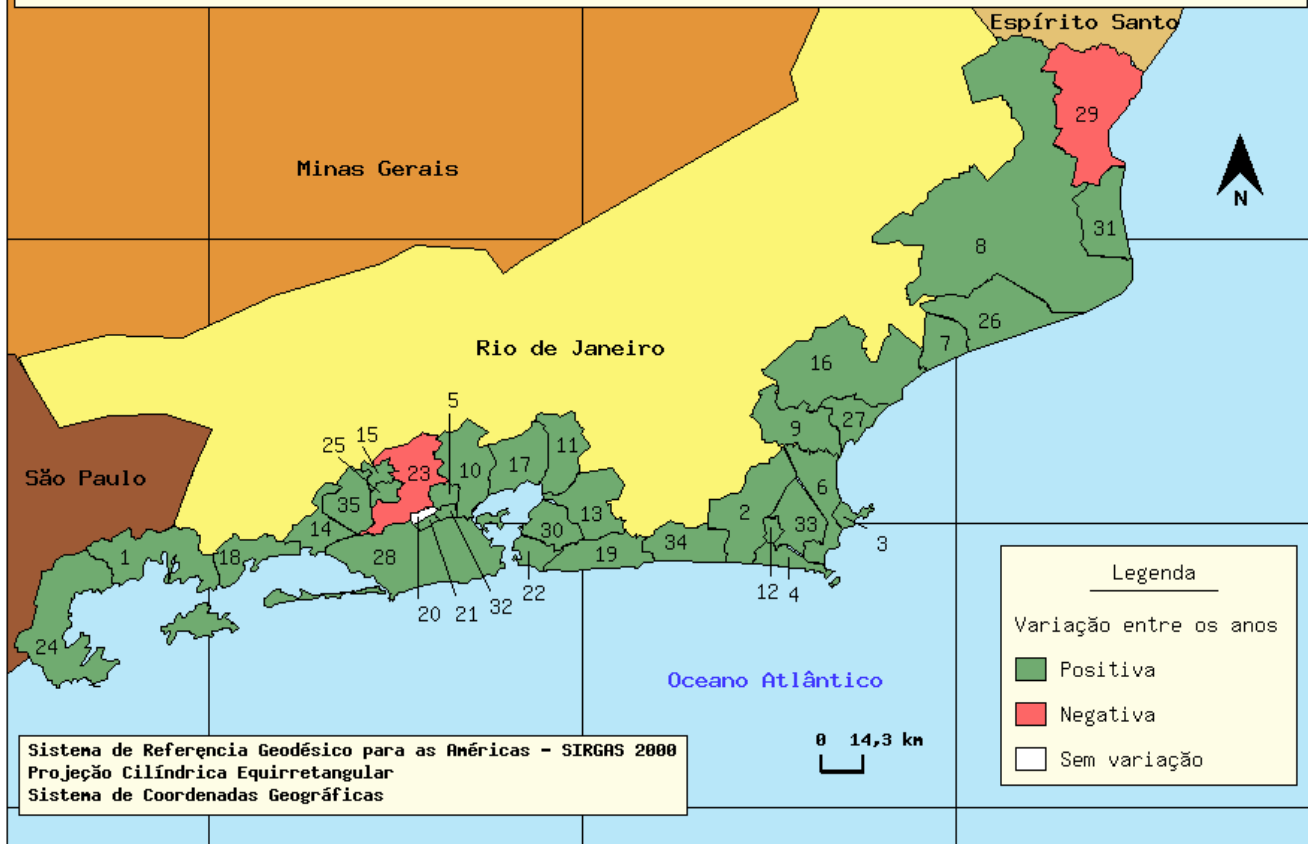 Espírito Santo
29
Minas Gerais
N
31
8
26
7
Rio de Janeiro
16
5
27
9
15
25
11
23
17
10
São Paulo
6
35
2
13
14
30
33
1
18
28
34
19
3
22
12
4
32
20
21
24
Oceano Atlântico
Legenda
Variação entre os anos
Positiva
Negativa
Sem variação
0 14,3 km
Sistema de Referęncia Geodésico para as Américas - SIRGAS 2000
Projeção Cilíndrica Equirretangular
Sistema de Coordenadas Geográficas